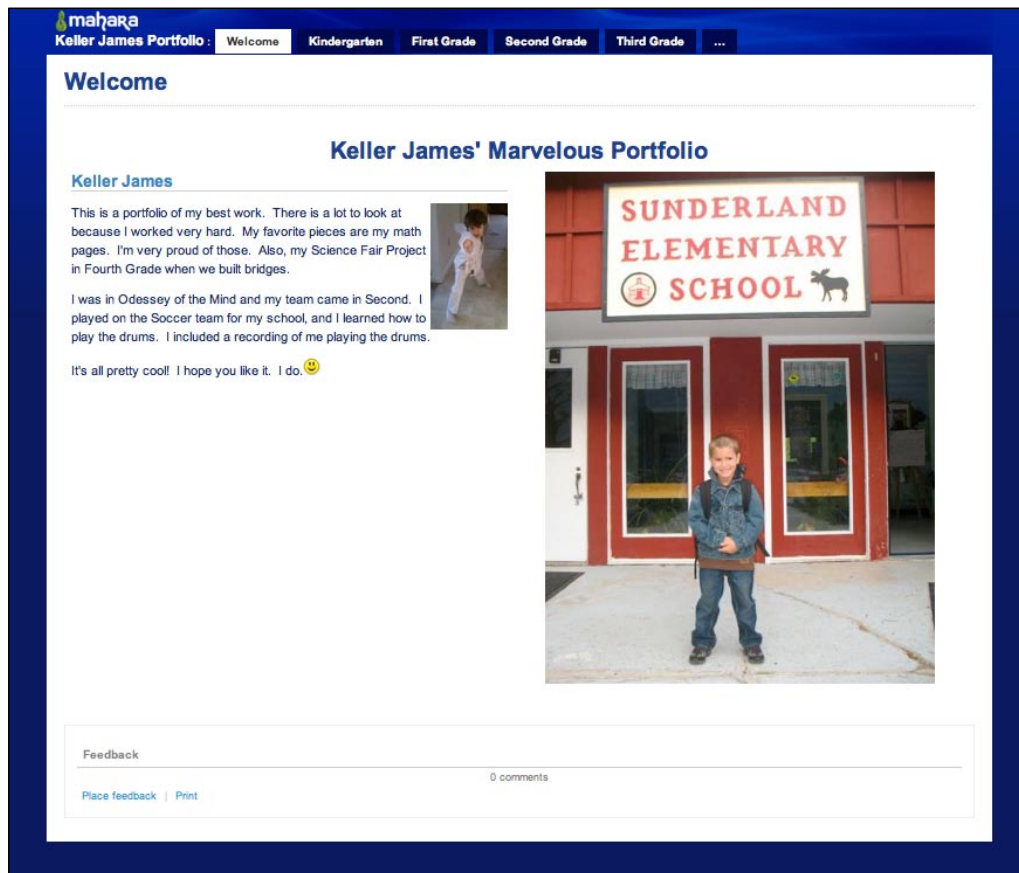 mahara
Keller James Portfolio : Welcome Kindergarten First Grade Second Grade Third Grade ...
Welcome
Keller James' Marvelous Portfolio
Keller James
This is a portfolio of my best work. There is a lot to look at
because I worked very hard. My favorite pieces are my math
pages. I'm very proud of those. Also, my Science Fair Project
in Fourth Grade when we built bridges.
I was in Odessey of the Mind and my team came in Second. I
played on the Soccer team for my school, and I learned how to
play the drums. I included a recording of me playing the drums.
It's all pretty cool! I hope you like it. I do.
SUNDERLAND
ELEMENTARY
SCHOOL
Feedback
0 comments
Place feedback | Print